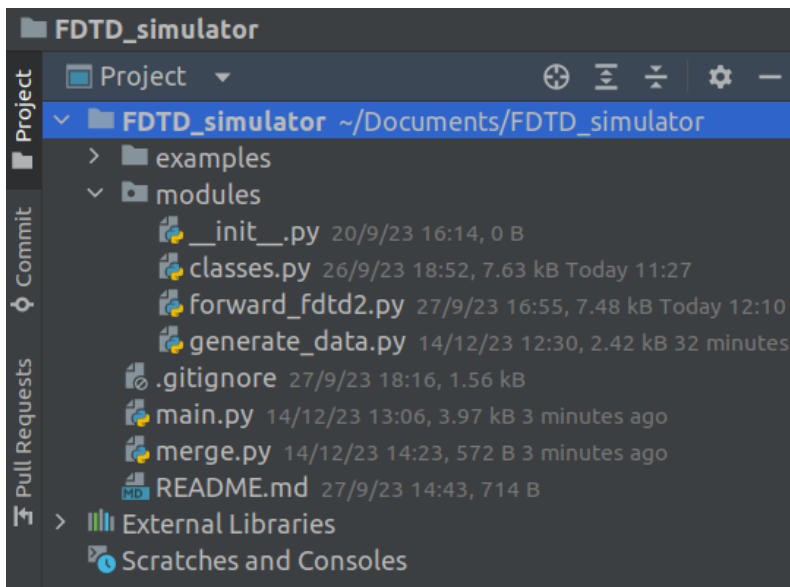 FDTD_simulator
Project
Project
Commit
Pull Requests
FDTD_simulator ~/Documents/FDTD_simulator
examples
modules
__init__.py 20/9/23 16:14, 0 B
classes.py 26/9/23 18:52, 7.63 kB Today 11:27
forward_fdtd2.py 27/9/23 16:55, 7.48 kB Today 12:10
generate_data.py 14/12/23 12:30, 2.42 kB 32 minutes
.gitignore 27/9/23 18:16, 1.56 kB
main.py 14/12/23 13:06, 3.97 kB 3 minutes ago
merge.py 14/12/23 14:23, 572 B 3 minutes ago
MD README.md 27/9/23 14:43, 714 B
External Libraries
Scratches and Consoles